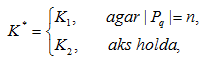 K* = { K₁, agar | P_q |= n,
K₂, aks holda,